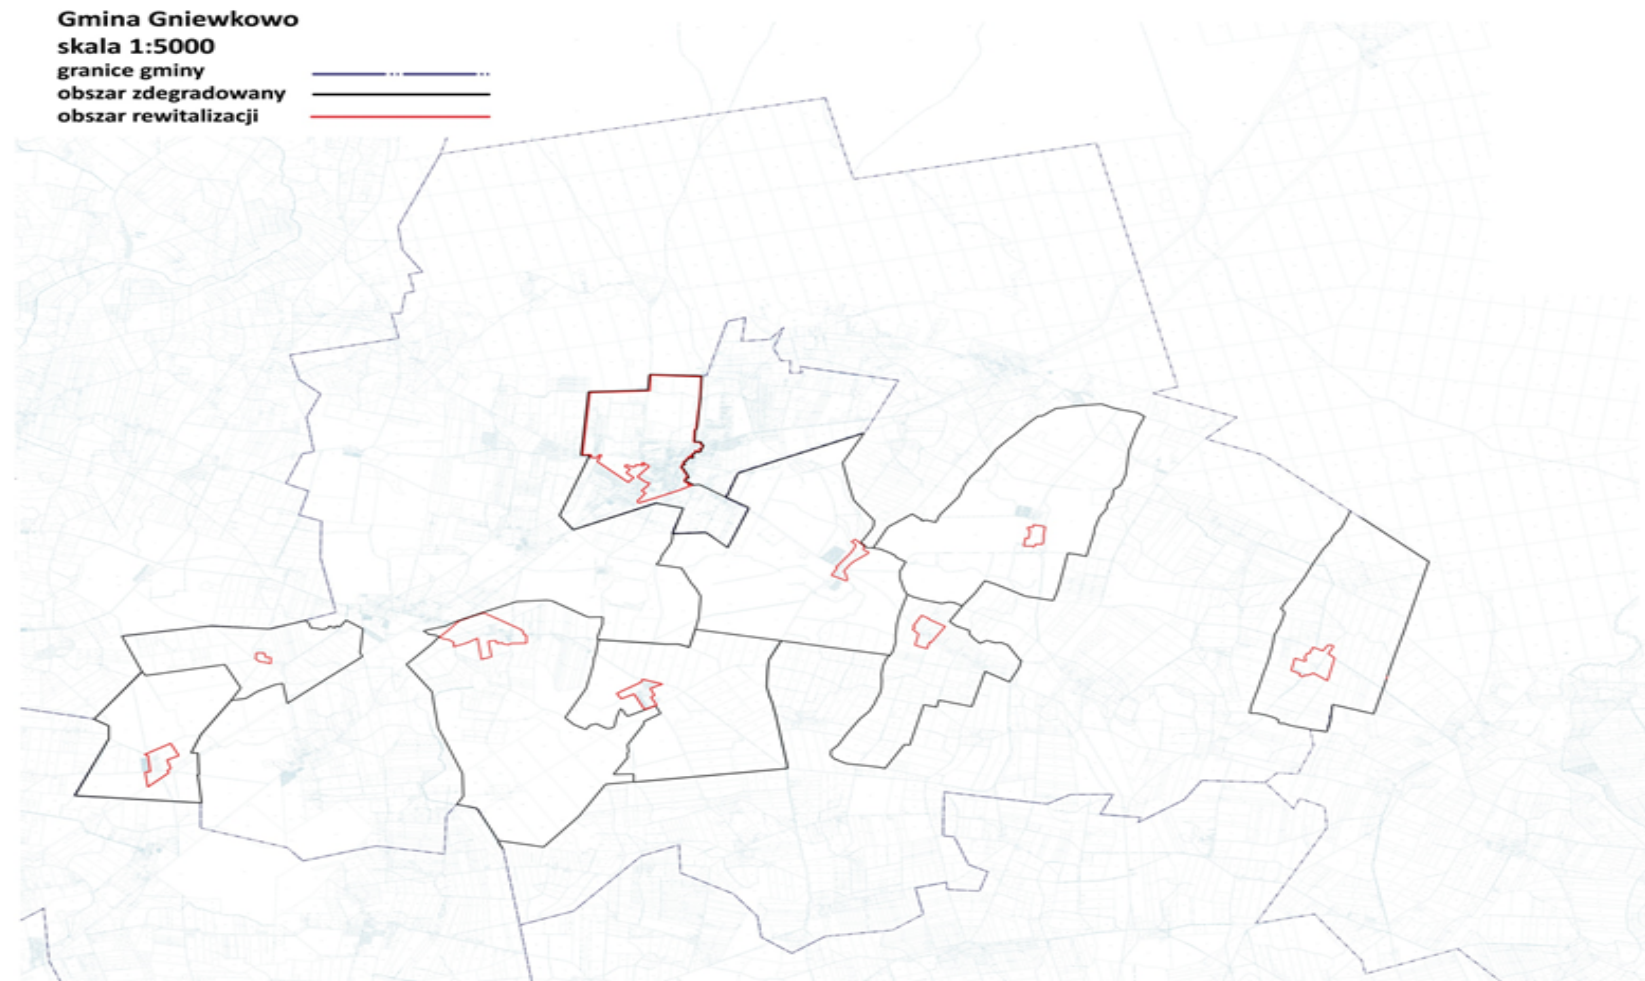 Gmina Gniewkowo
skala 1:5000
granice gminy
obszar zdegradowany
obszar rewitalizacji